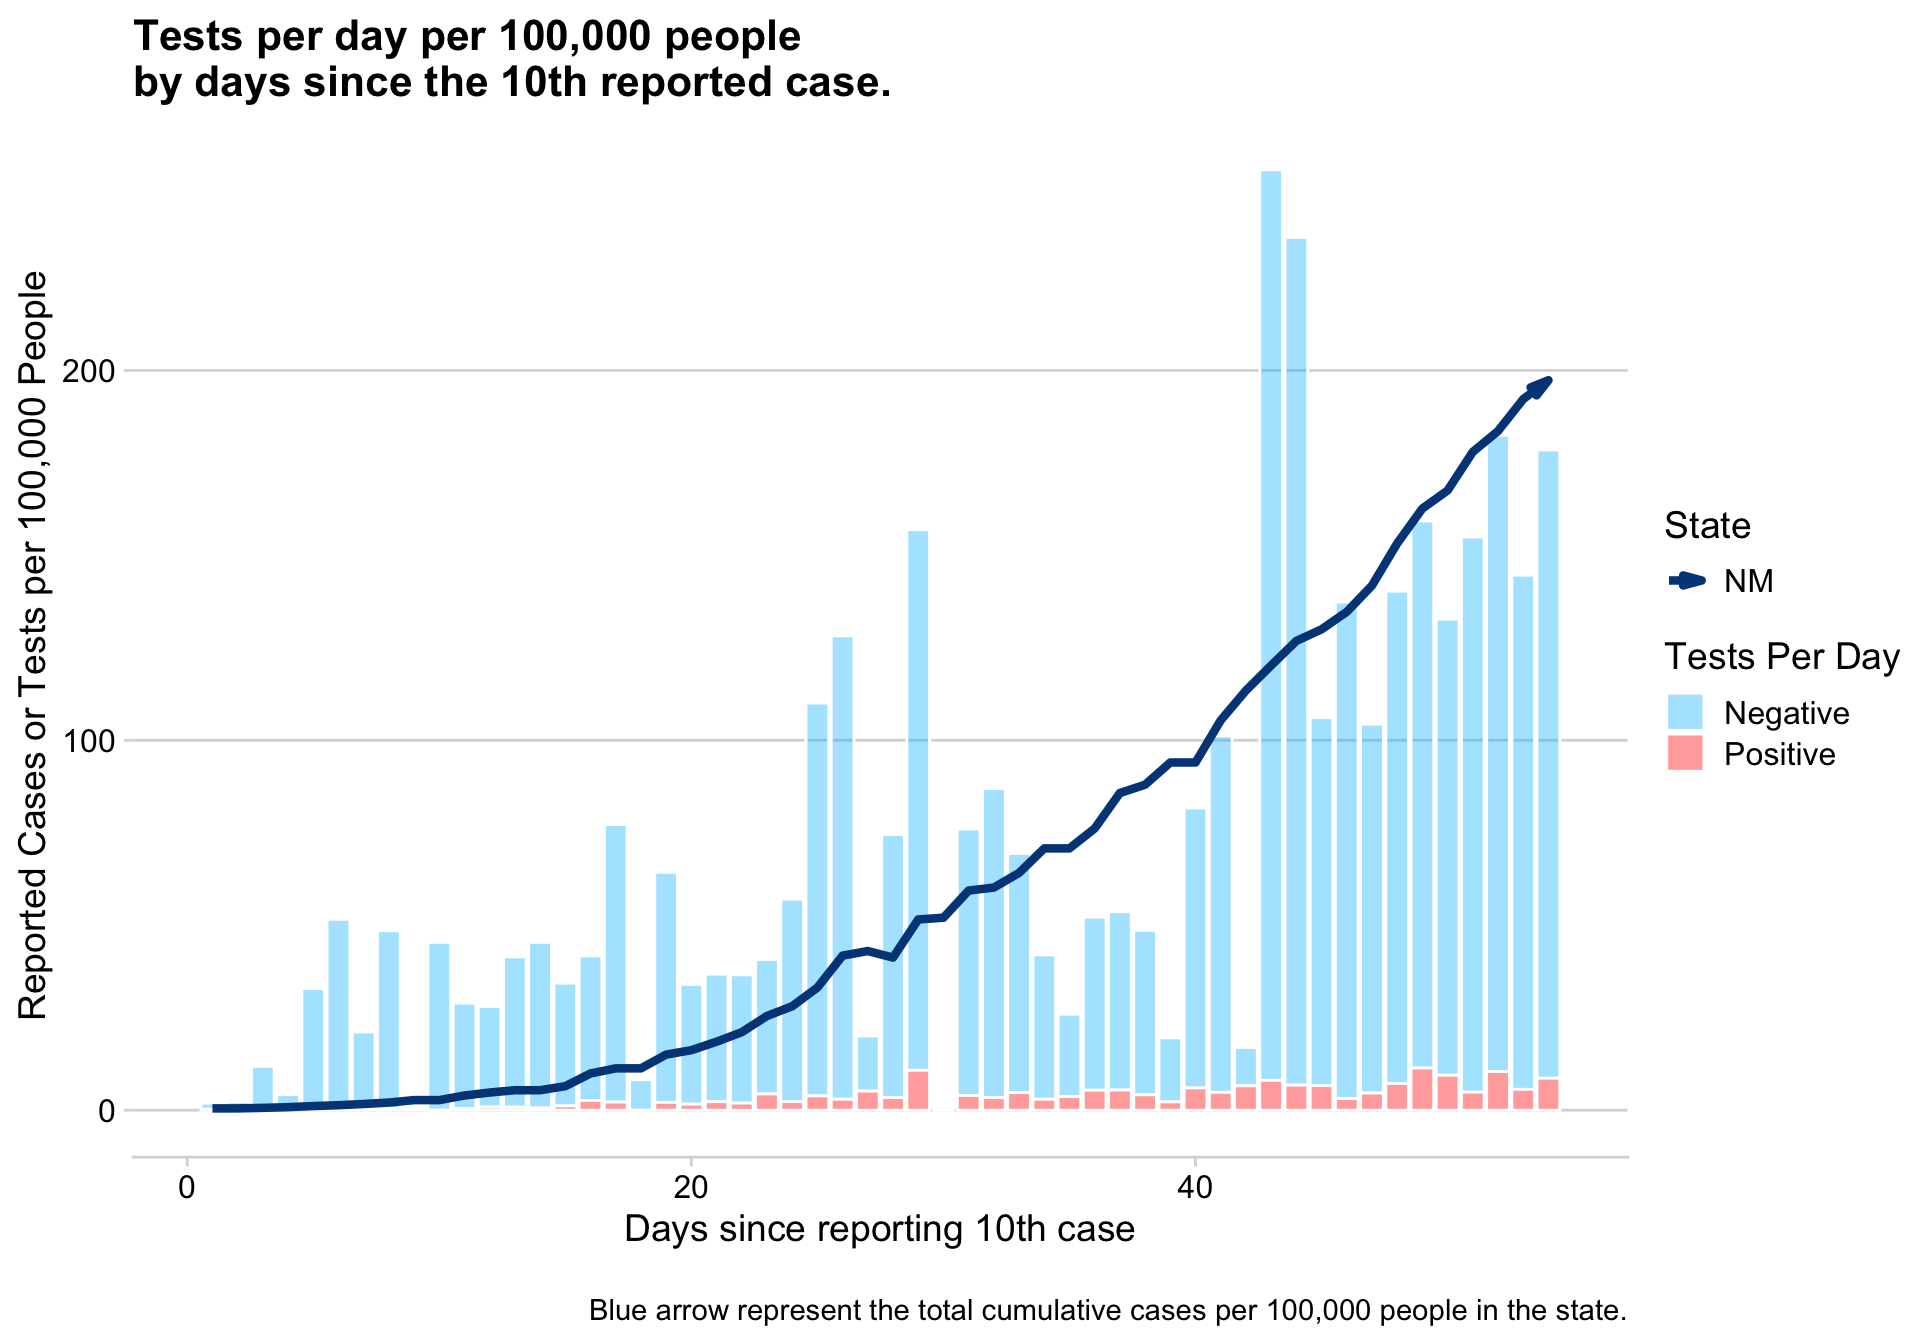 Tests per day per 100,000 people
by days since the 10th reported case.
Reported Cases or Tests per 100,000 People
200
100
0
0 20 40
Days since reporting 10th case
State
NM
Tests Per Day
Negative
Positive
Blue arrow represent the total cumulative cases per 100,000 people in the state.